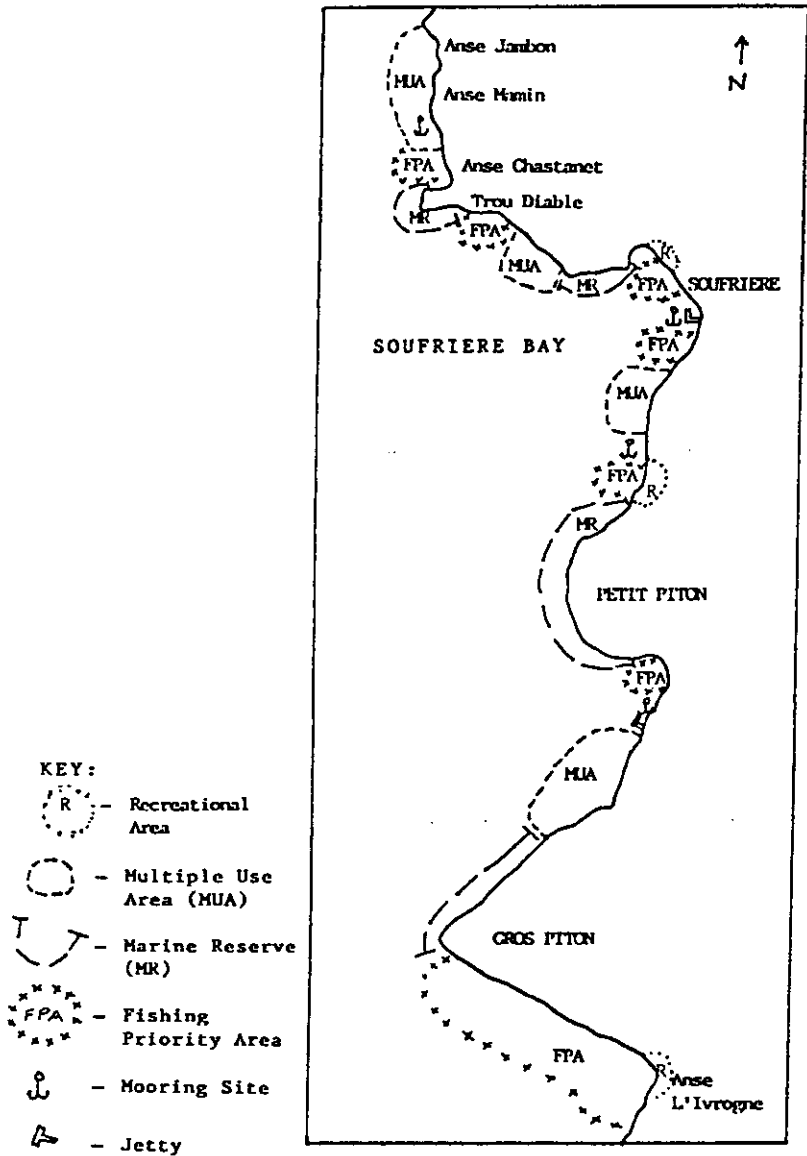 Anse Jambon
N
MUA
Anse Mamin
FPA
Anse Chastanet
Trou Diable
MR
FPA
MUA
MR
R
FPA
SOUFRIERE
SOUFRIERE BAY
FPA
MUA
FPA
R
MR
PETIT PITON
FPA
MUA
GROS PITON
FPA
R
Anse
L'Ivrogne
KEY:
R - Recreational
Area
- Multiple Use
Area (MUA)
- Marine Reserve
(MR)
FPA - Fishing
Priority Area
- Mooring Site
- Jetty